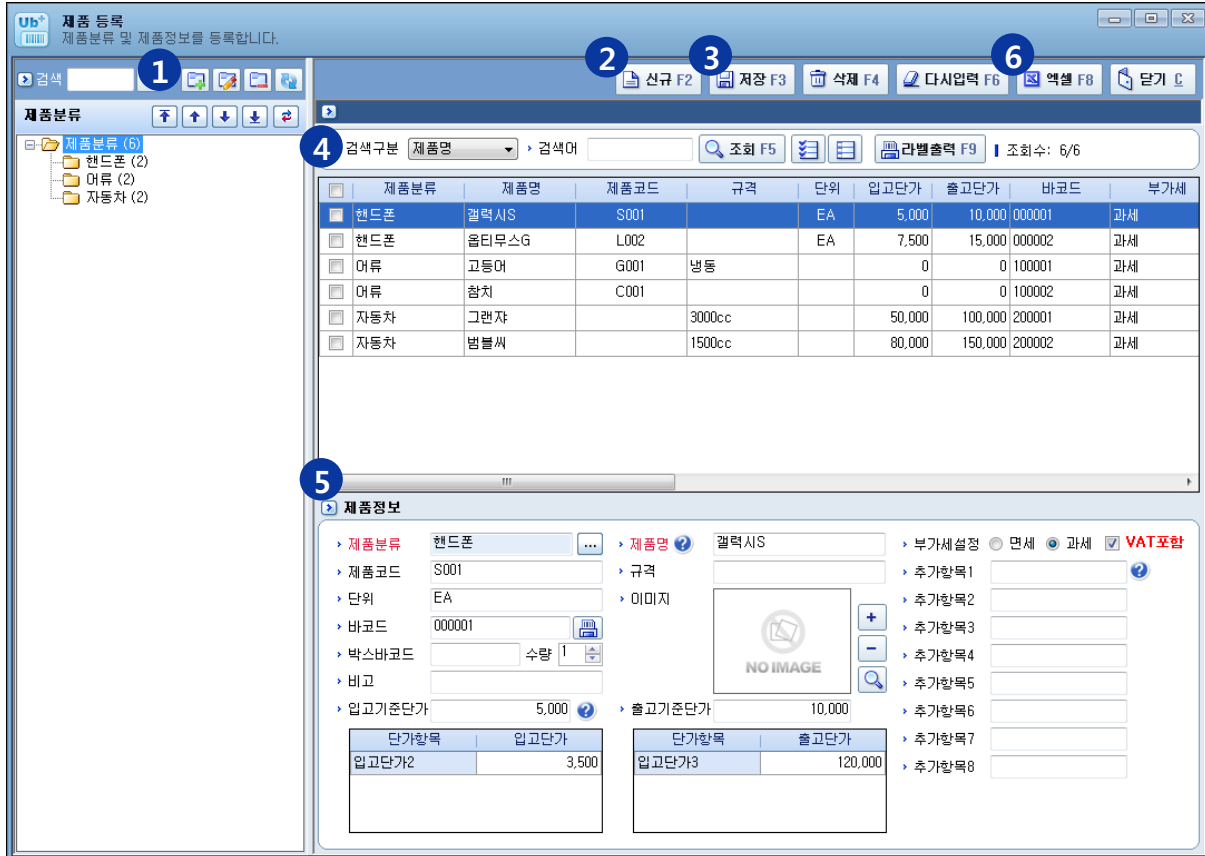 Ub+ 제품 등록
제품분류 및 제품정보를 등록합니다.
검색 1
2 신규 F2 3 저장 F3 삭제 F4 다시입력 F6 6 엑셀 F8 닫기 C
제품분류
제품분류 (6)
핸드폰 (2)
어류 (2)
자동차 (2)
4 검색구분 제품명 검색어 조회 F5 라벨출력 F9 조회수: 6/6
제품분류 제품명 제품코드 규격 단위 입고단가 출고단가 바코드 부가세
핸드폰 갤럭시S S001 EA 5,000 10,000 000001 과세
핸드폰 옵티무스G L002 EA 7,500 15,000 000002 과세
어류 고등어 G001 냉동 0 0 100001 과세
어류 참치 C001 0 0 100002 과세
자동차 그랜쟈 3000cc 50,000 100,000 200001 과세
자동차 범블씨 1500cc 80,000 150,000 200002 과세
5
제품정보
제품분류 핸드폰 ... 제품명 ? 갤럭시S 부가세설정 면세 과세 VAT포함
제품코드 S001 규격 추가항목1 ?
단위 EA 이미지 추가항목2
바코드 000001 추가항목3
박스바코드 수량 1 NO IMAGE 추가항목4
비고 추가항목5
입고기준단가 5,000 ? 출고기준단가 10,000 추가항목6
단가항목 입고단가 단가항목 출고단가 추가항목7
입고단가2 3,500 입고단가3 120,000 추가항목8